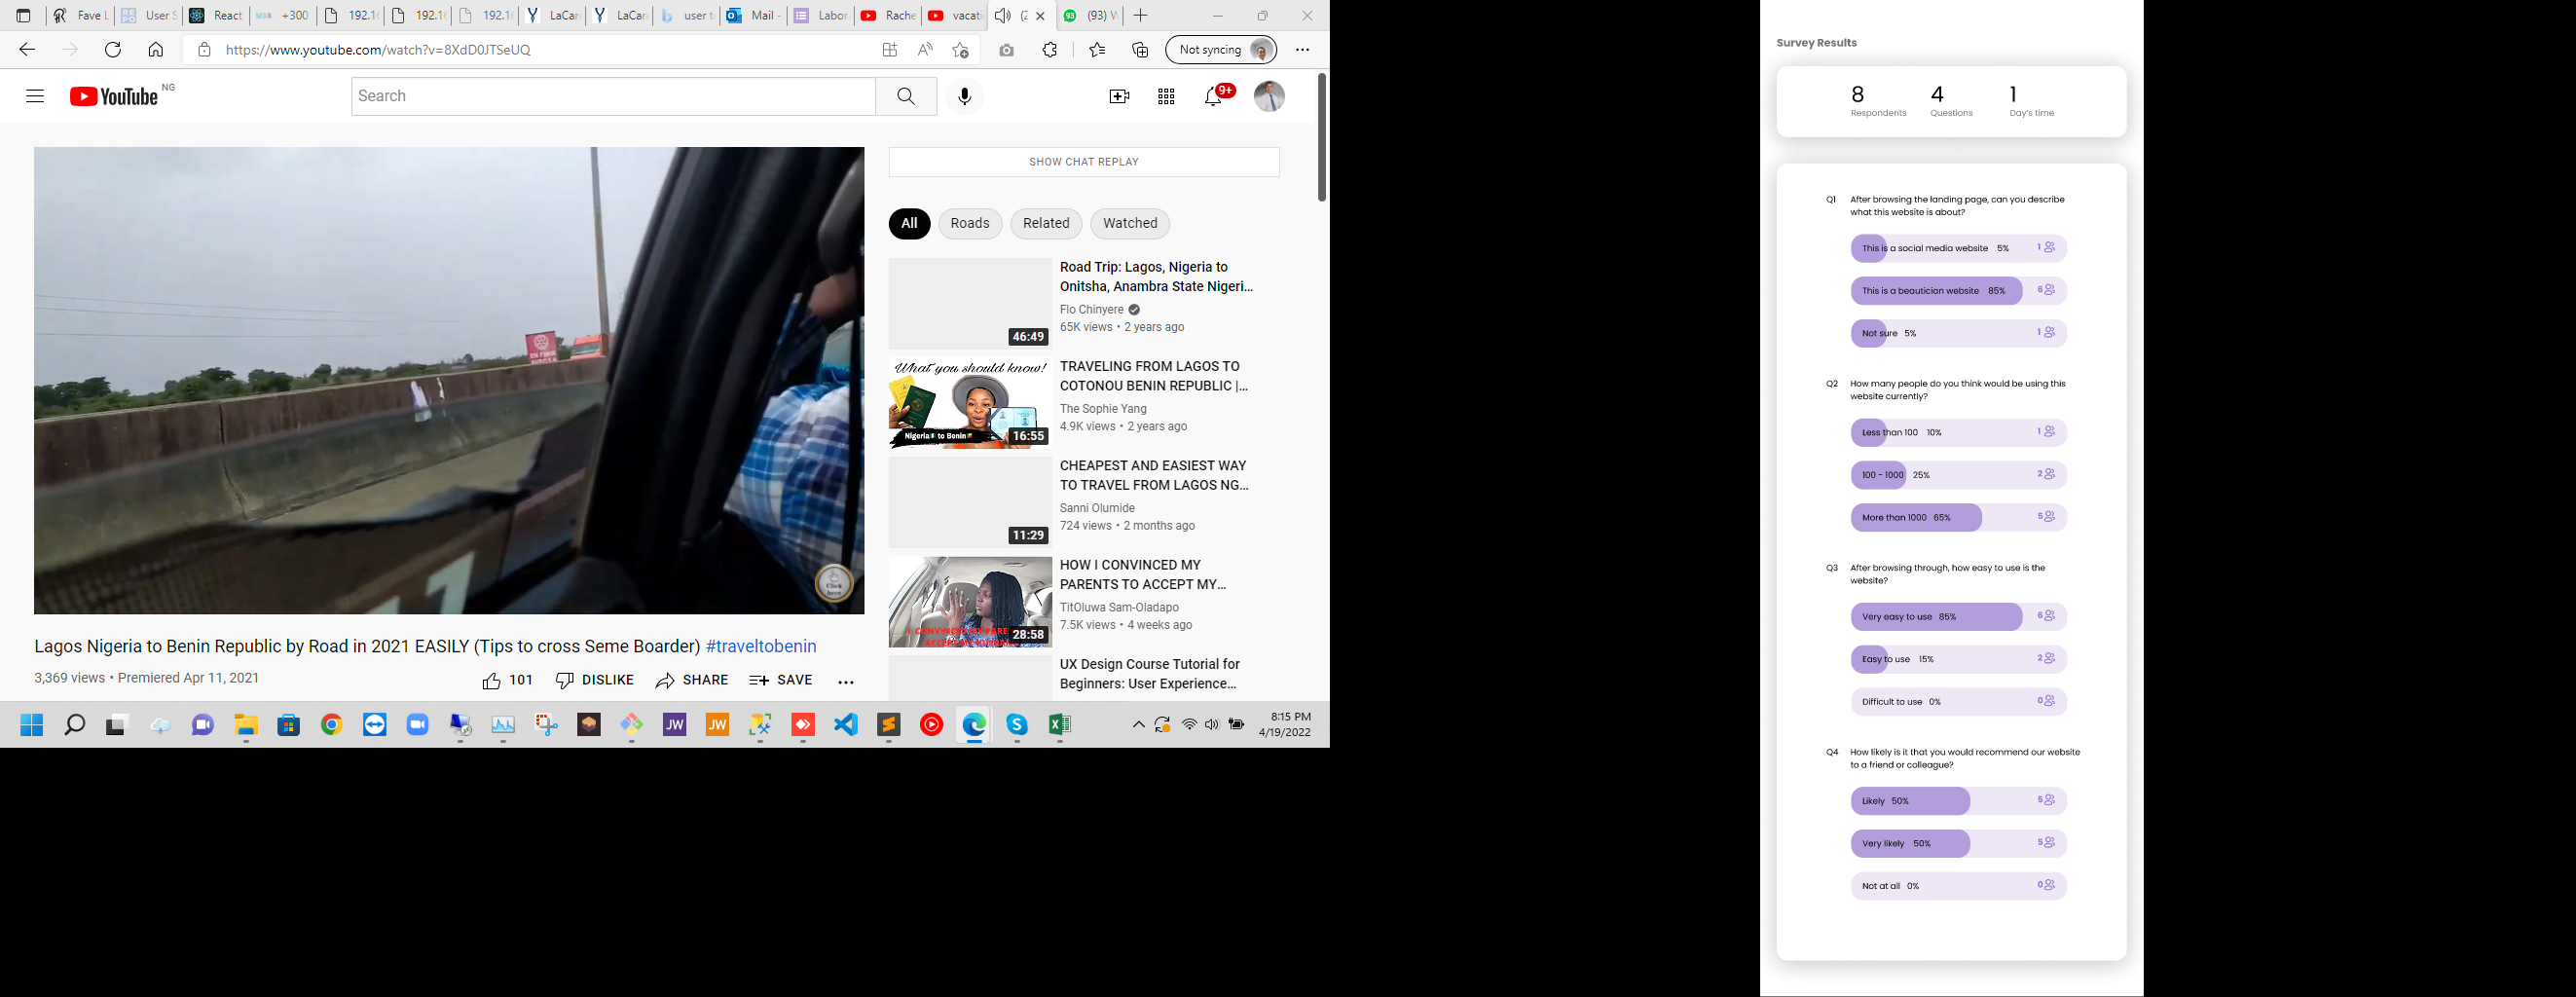 Fave L
User S
React
MDB
+300
192.1
192.1
192.1
LaCar
LaCar
user t
Mail -
Labor
Rache
vacat
(2
93
(93) W
https://www.youtube.com/watch?v=8XdD0JTSeUQ
Not syncing
YouTube NG
Search
9+
SHOW CHAT REPLAY
All
Roads
Related
Watched
Road Trip: Lagos, Nigeria to
Onitsha, Anambra State Nigeri...
Flo Chinyere
65K views • 2 years ago
46:49
What you should know!
Nigeria to Benin
16:55
TRAVELING FROM LAGOS TO
COTONOU BENIN REPUBLIC |...
The Sophie Yang
4.9K views • 2 years ago
CHEAPEST AND EASIEST WAY
TO TRAVEL FROM LAGOS NG...
Sanni Olumide
724 views • 2 months ago
11:29
HOW I CONVINCED MY
PARENTS TO ACCEPT MY...
TitOluwa Sam-Oladapo
7.5K views • 4 weeks ago
28:58
UX Design Course Tutorial for
Beginners: User Experience...
Click
here
Lagos Nigeria to Benin Republic by Road in 2021 EASILY (Tips to cross Seme Boarder) #traveltobenin
3,369 views • Premiered Apr 11, 2021
101
DISLIKE
SHARE
SAVE
JW
JW
8:15 PM
4/19/2022
Survey Results
8
Respondents
4
Questions
1
Day's time
Q1 After browsing the landing page, can you describe
what this website is about?
This is a social media website 5% 1
This is a beautician website 85% 6
Not sure 5% 1
Q2 How many people do you think would be using this
website currently?
Less than 100 10% 1
100 - 1000 25% 2
More than 1000 65% 5
Q3 After browsing through, how easy to use is the
website?
Very easy to use 85% 6
Easy to use 15% 2
Difficult to use 0% 0
Q4 How likely is it that you would recommend our website
to a friend or colleague?
Likely 50% 5
Very likely 50% 5
Not at all 0% 0